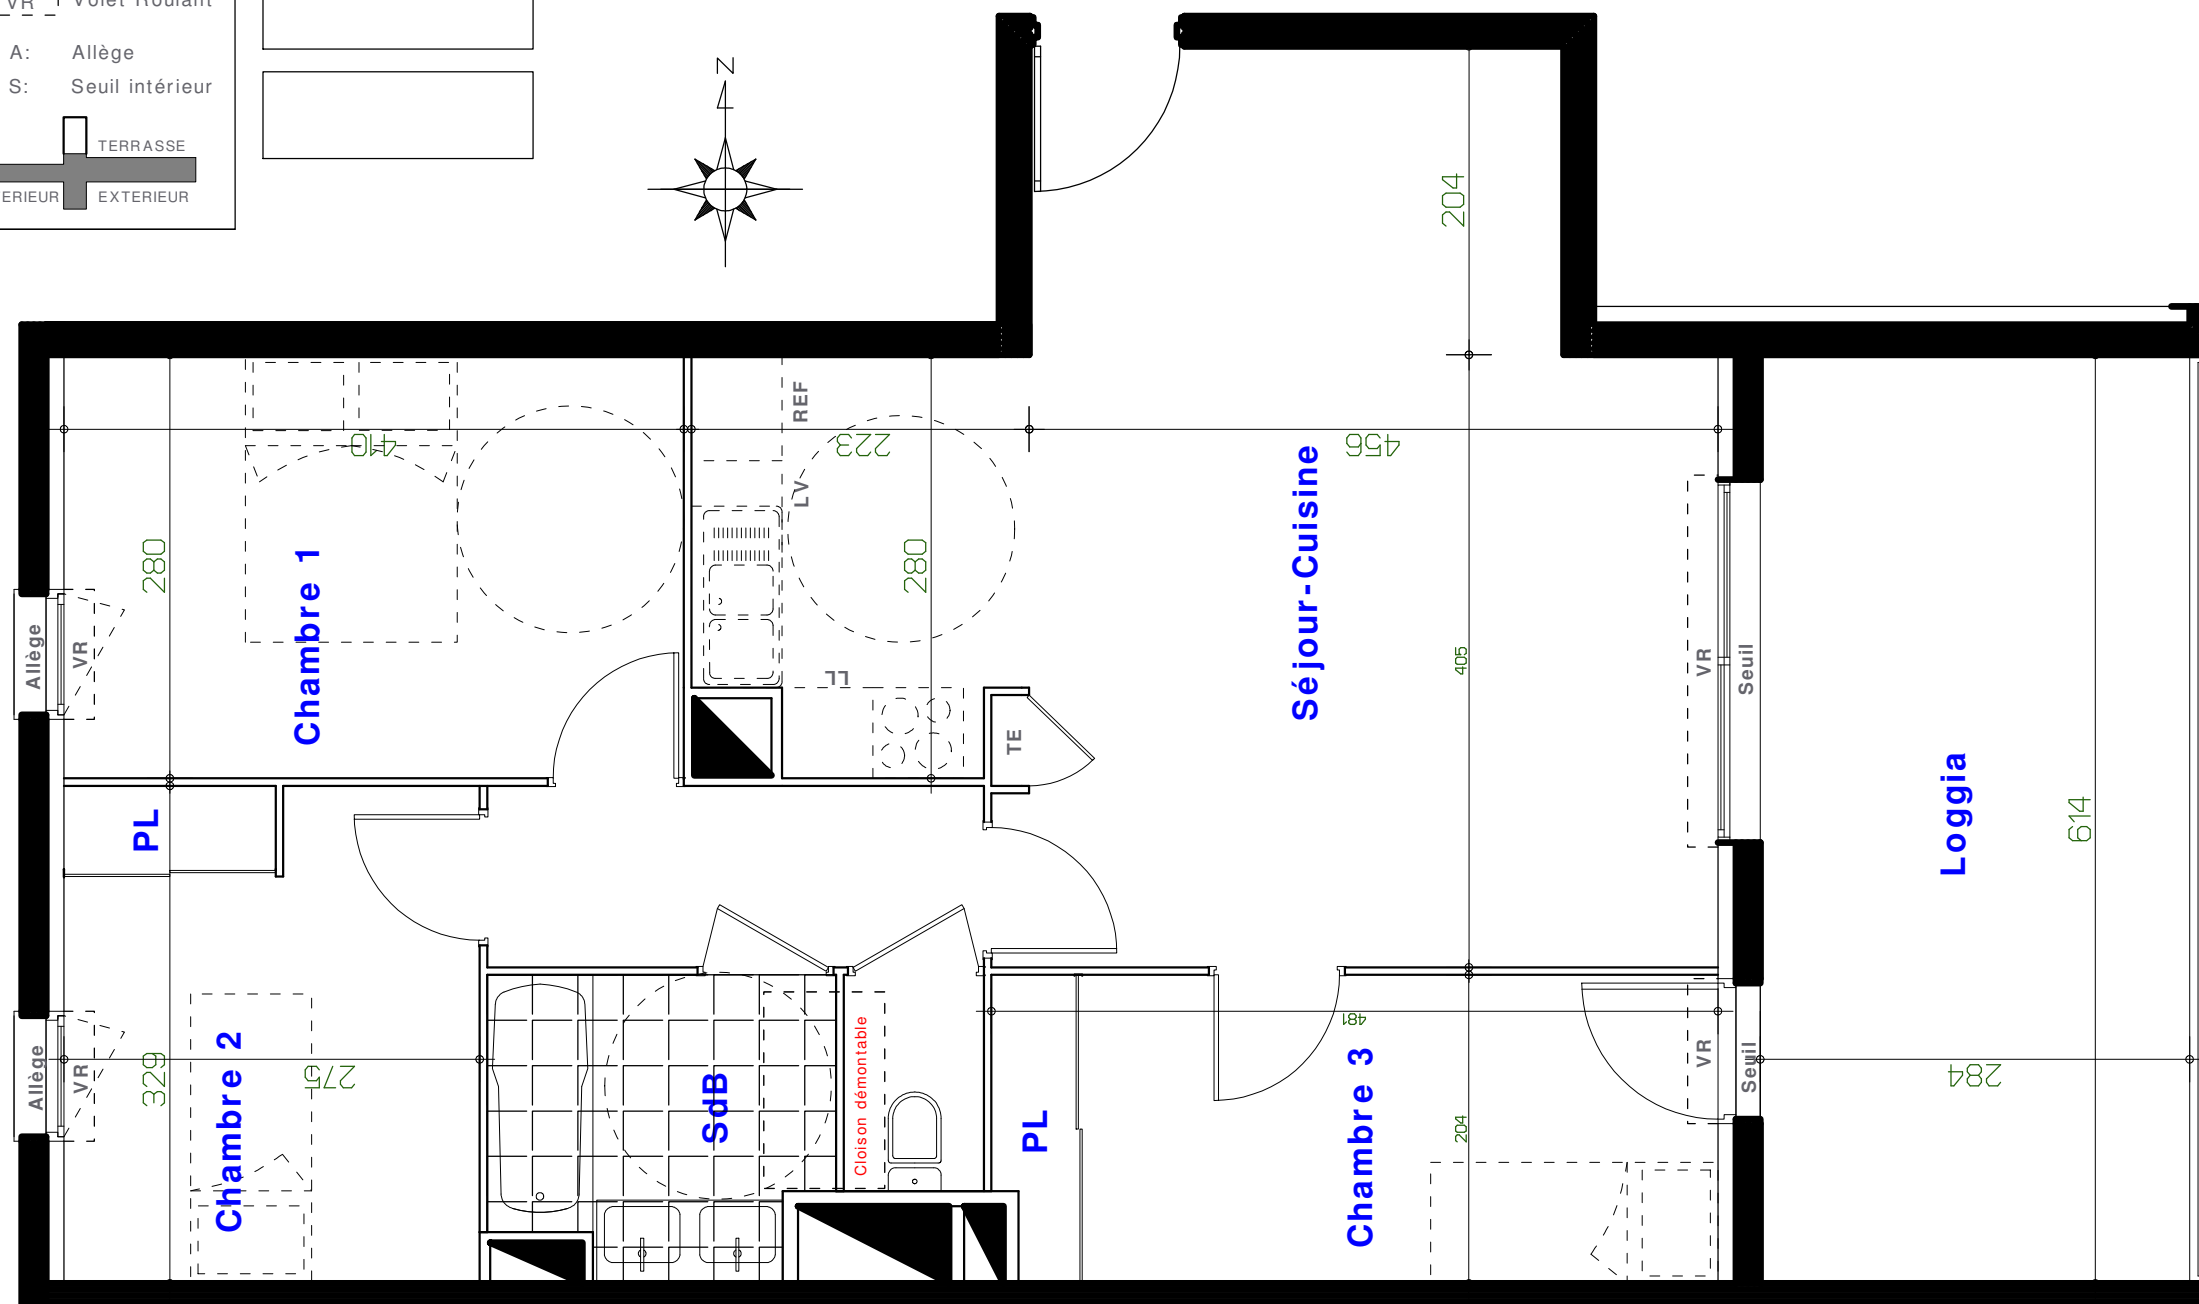 VR Volet Roulant
A: Allège
S: Seuil intérieur
TERRASSE
ERIEUR EXTERIEUR
N
204
410
223
456
REF
LV
280
Chambre 1
280
Séjour-Cuisine
405
Allège
VR
LL
TE
VR
Seuil
PL
Loggia
614
Allège
VR
329
Chambre 2
275
SdB
Cloison démontable
PL
481
204
Chambre 3
VR
Seuil
284